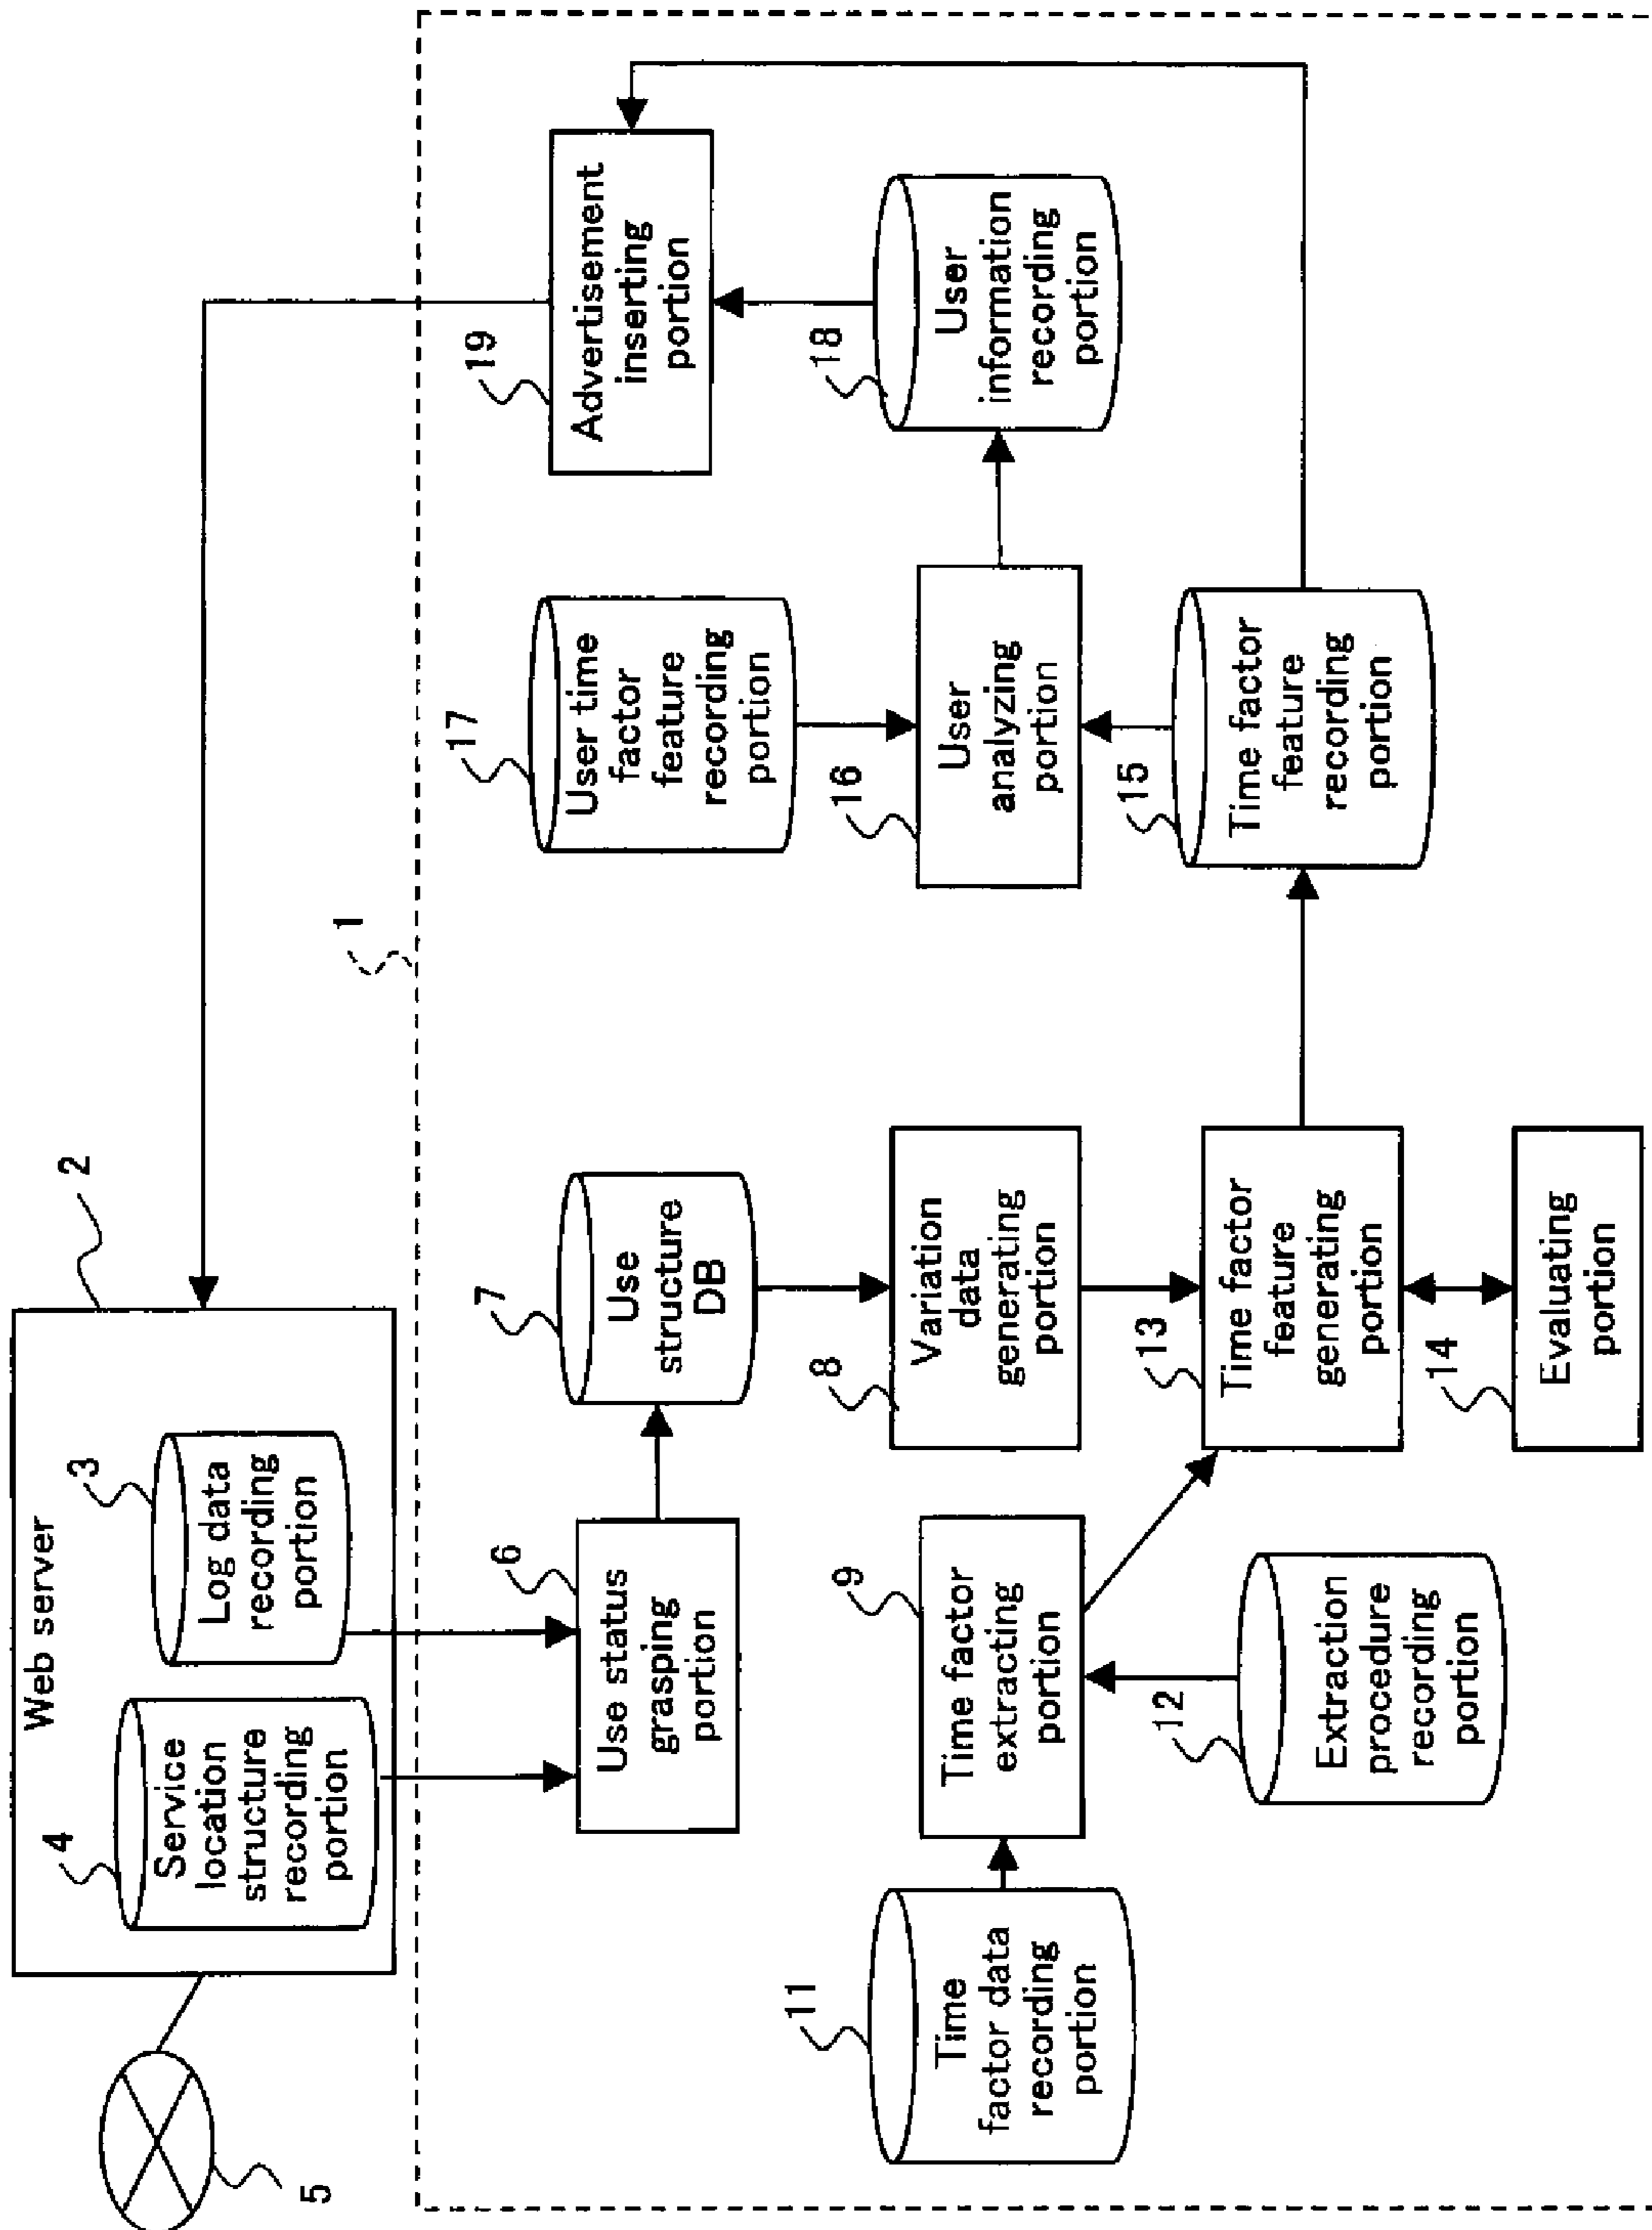 5
2
Web server
4
Service
location
structure
recording
portion
3
Log data
recording
portion
1
6
Use status
grasping
portion
7
Use
structure
DB
17
User time
factor
feature
recording
portion
19
Advertisement
inserting
portion
11
Time
factor data
recording
portion
9
Time factor
extracting
portion
8
Variation
data
generating
portion
16
User
analyzing
portion
18
User
information
recording
portion
12
Extraction
procedure
recording
portion
13
Time factor
feature
generating
portion
15
Time factor
feature
recording
portion
14
Evaluating
portion